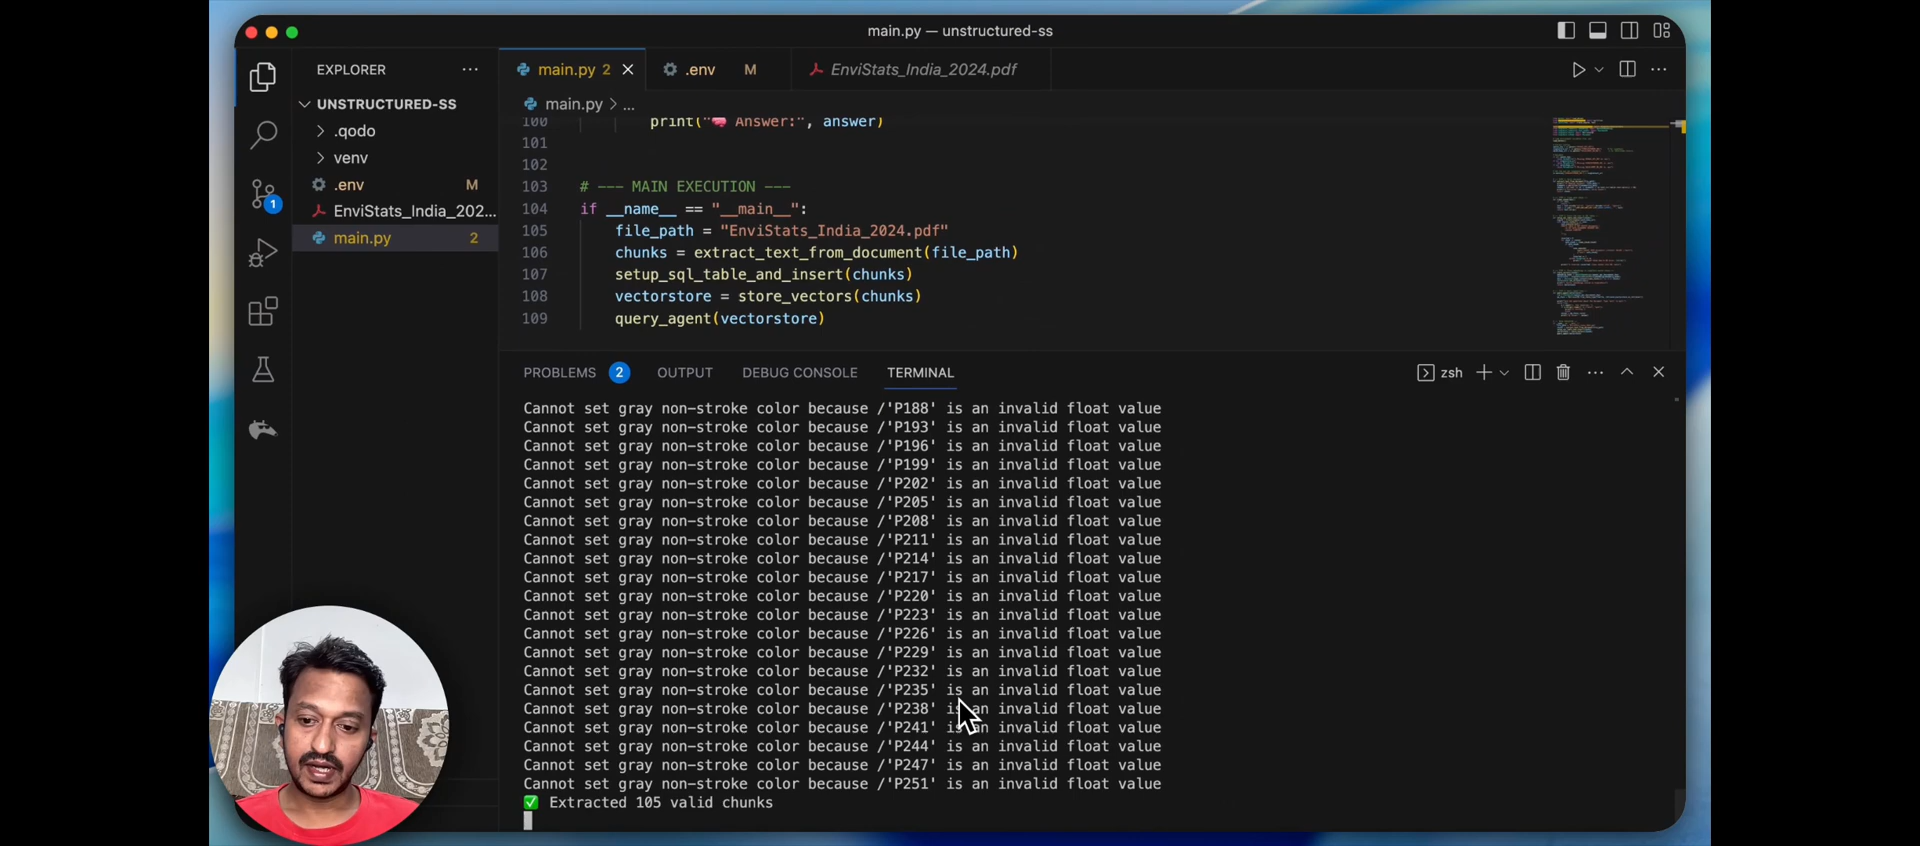 main.py — unstructured-ss
EXPLORER
UNSTRUCTURED-SS
.qodo
venv
.env M
EnviStats_India_202...
main.py 2
1
main.py 2
.env M
EnviStats_India_2024.pdf
main.py > ...
100 print("🧠 Answer:", answer)
101
102
103 # --- MAIN EXECUTION ---
104 if __name__ == "__main__":
105 file_path = "EnviStats_India_2024.pdf"
106 chunks = extract_text_from_document(file_path)
107 setup_sql_table_and_insert(chunks)
108 vectorstore = store_vectors(chunks)
109 query_agent(vectorstore)
PROBLEMS 2 OUTPUT DEBUG CONSOLE TERMINAL
zsh
Cannot set gray non-stroke color because /'P188' is an invalid float value
Cannot set gray non-stroke color because /'P193' is an invalid float value
Cannot set gray non-stroke color because /'P196' is an invalid float value
Cannot set gray non-stroke color because /'P199' is an invalid float value
Cannot set gray non-stroke color because /'P202' is an invalid float value
Cannot set gray non-stroke color because /'P205' is an invalid float value
Cannot set gray non-stroke color because /'P208' is an invalid float value
Cannot set gray non-stroke color because /'P211' is an invalid float value
Cannot set gray non-stroke color because /'P214' is an invalid float value
Cannot set gray non-stroke color because /'P217' is an invalid float value
Cannot set gray non-stroke color because /'P220' is an invalid float value
Cannot set gray non-stroke color because /'P223' is an invalid float value
Cannot set gray non-stroke color because /'P226' is an invalid float value
Cannot set gray non-stroke color because /'P229' is an invalid float value
Cannot set gray non-stroke color because /'P232' is an invalid float value
Cannot set gray non-stroke color because /'P235' is an invalid float value
Cannot set gray non-stroke color because /'P238' is an invalid float value
Cannot set gray non-stroke color because /'P241' is an invalid float value
Cannot set gray non-stroke color because /'P244' is an invalid float value
Cannot set gray non-stroke color because /'P247' is an invalid float value
Cannot set gray non-stroke color because /'P251' is an invalid float value
✅ Extracted 105 valid chunks